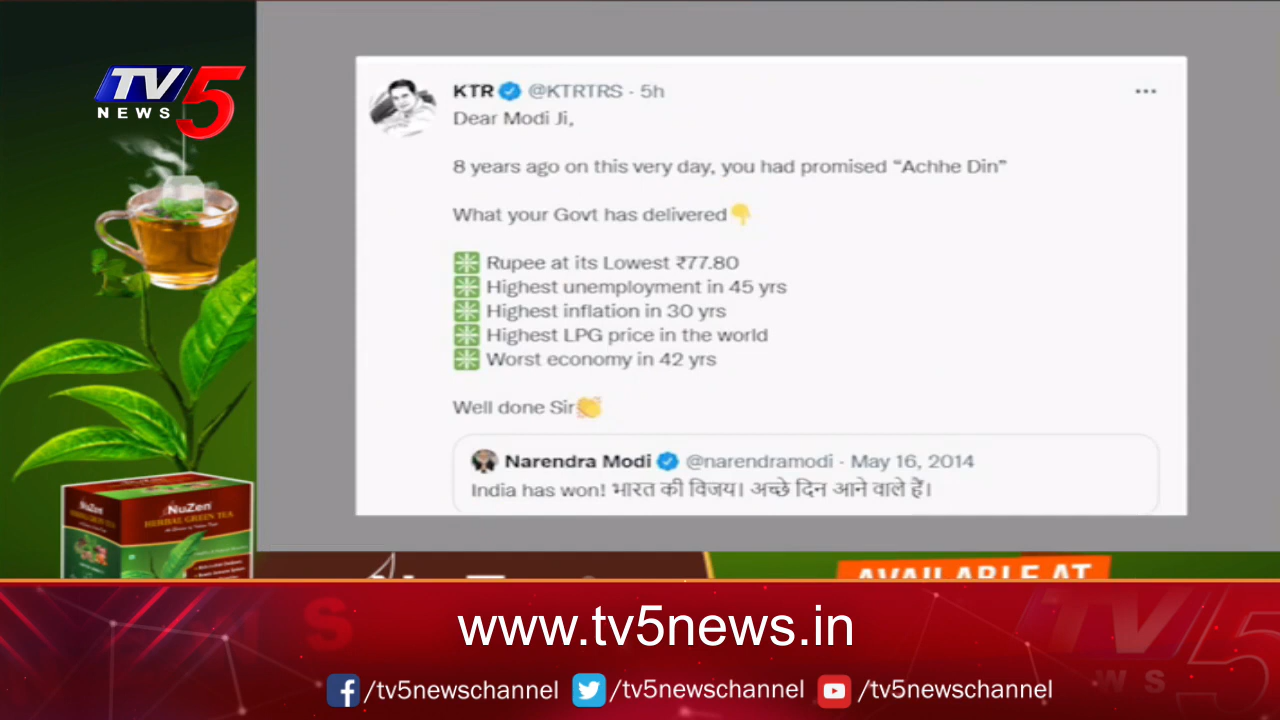 TV5
NEWS
KTR @KTRTRS · 5h
Dear Modi Ji,
8 years ago on this very day, you had promised “Achhe Din”
What your Govt has delivered👇
❇️ Rupee at its Lowest ₹77.80
❇️ Highest unemployment in 45 yrs
❇️ Highest inflation in 30 yrs
❇️ Highest LPG price in the world
❇️ Worst economy in 42 yrs
Well done Sir👏
Narendra Modi @narendramodi · May 16, 2014
India has won! भारत की विजय। अच्छे दिन आने वाले हैं।
NuZen
HERBAL GREEN TEA
AVAILABLE AT
www.tv5news.in
/tv5newschannel /tv5newschannel /tv5newschannel